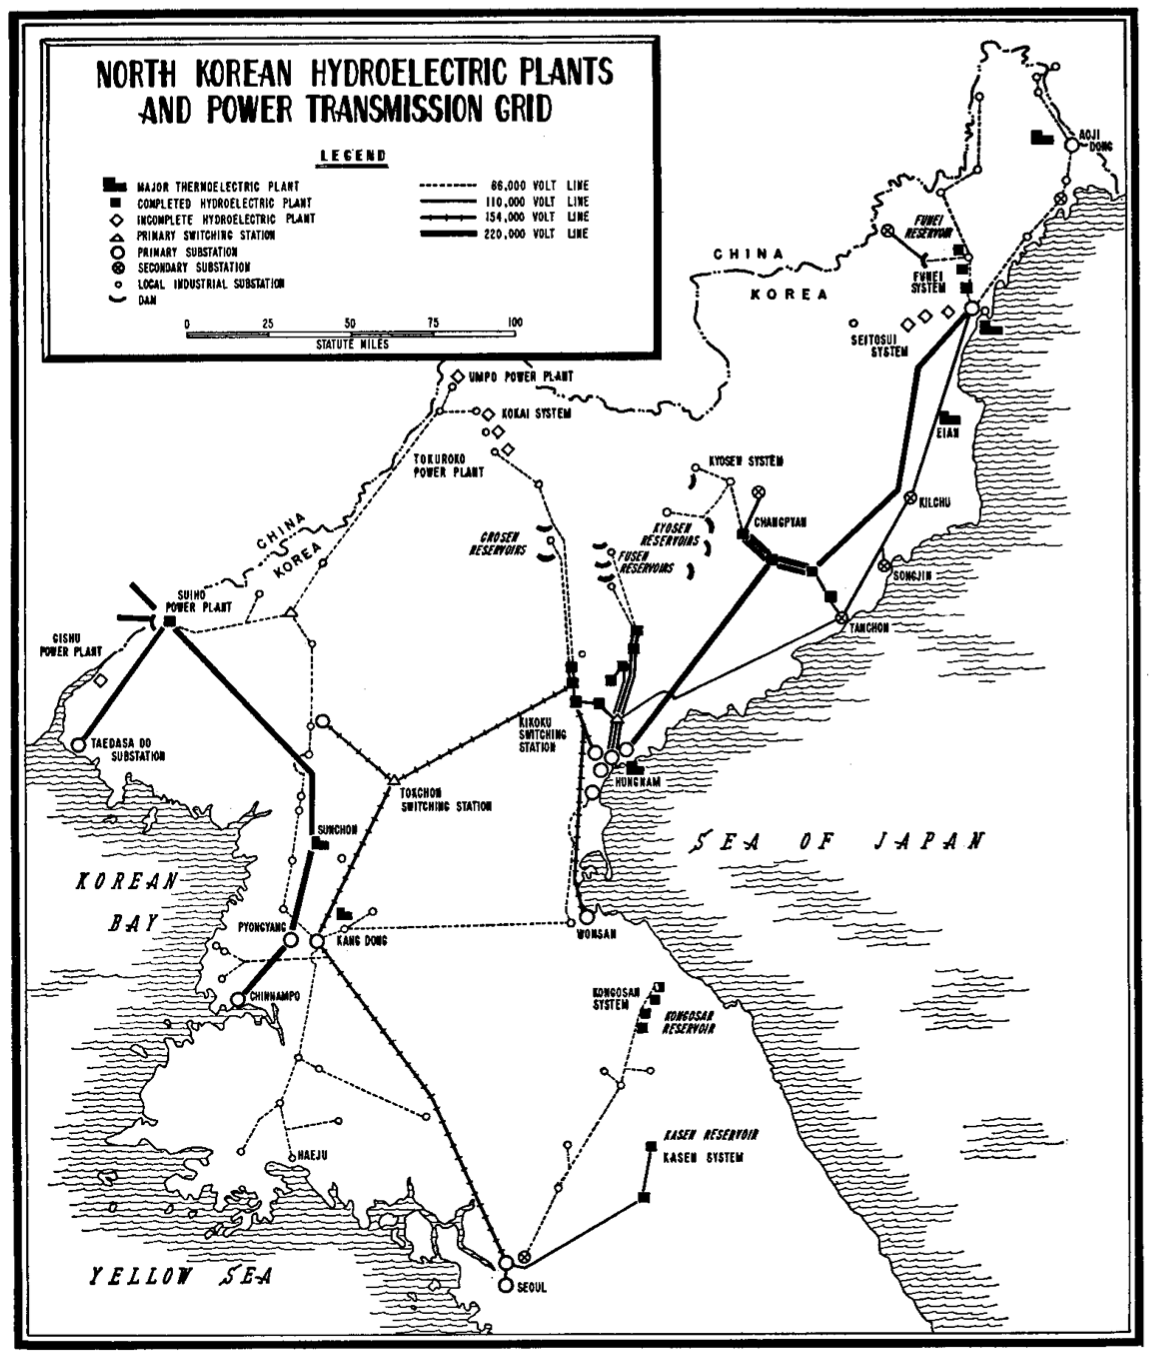 NORTH KOREAN HYDROELECTRIC PLANTS
AND POWER TRANSMISSION GRID
LEGEND
MAJOR THERMOELECTRIC PLANT
COMPLETED HYDROELECTRIC PLANT
INCOMPLETE HYDROELECTRIC PLANT
PRIMARY SWITCHING STATION
PRIMARY SUBSTATION
SECONDARY SUBSTATION
LOCAL INDUSTRIAL SUBSTATION
DAM
66,000 VOLT LINE
110,000 VOLT LINE
154,000 VOLT LINE
220,000 VOLT LINE
0 25 50 75 100
STATUTE MILES
AOJI
DONG
FUNEI
RESERVOIR
CHINA
KOREA
FUNEI
SYSTEM
SEITOSUI
SYSTEM
UMPO POWER PLANT
KOKAI SYSTEM
EIAN
TOKUROKO
POWER PLANT
KYOSEN SYSTEM
KILCHU
CHINA
KOREA
CHANGPYAN
KYOSEN
RESERVOIRS
CHOSEN
RESERVOIRS
FUSEN
RESERVOIRS
SONGJIN
SUIHO
POWER PLANT
TANCHON
GISHU
POWER PLANT
KIKOKU
SWITCHING
STATION
TAEDASA DO
SUBSTATION
HUNGNAM
TOKCHON
SWITCHING STATION
SUNCHON
SEA OF JAPAN
KOREAN
BAY
PYONGYANG
KANG DONG
WONSAN
CHINNAMPO
KONGOSAN
SYSTEM
KONGOSAN
RESERVOIR
KASEN RESERVOIR
KASEN SYSTEM
HAEJU
YELLOW SEA
SEOUL